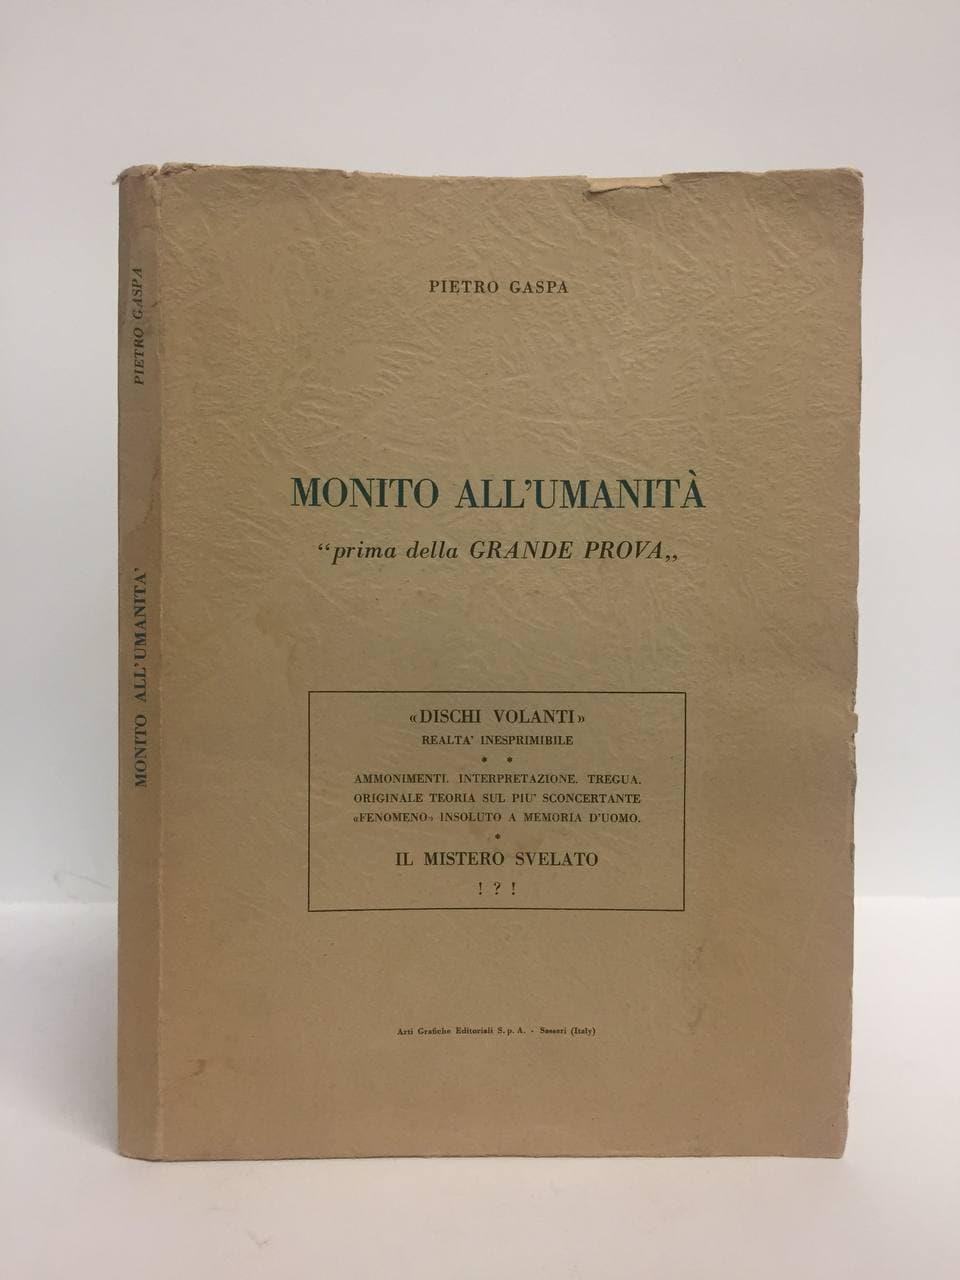 PIETRO GASPA
MONITO ALL'UMANITA'
PIETRO GASPA
MONITO ALL'UMANITÀ
“prima della GRANDE PROVA„
«DISCHI VOLANTI»
REALTA' INESPRIMIBILE
* *
AMMONIMENTI. INTERPRETAZIONE. TREGUA.
ORIGINALE TEORIA SUL PIU' SCONCERTANTE
«FENOMENO» INSOLUTO A MEMORIA D'UOMO.
*
IL MISTERO SVELATO
! ? !
Arti Grafiche Editoriali S. p. A. - Sassari (Italy)